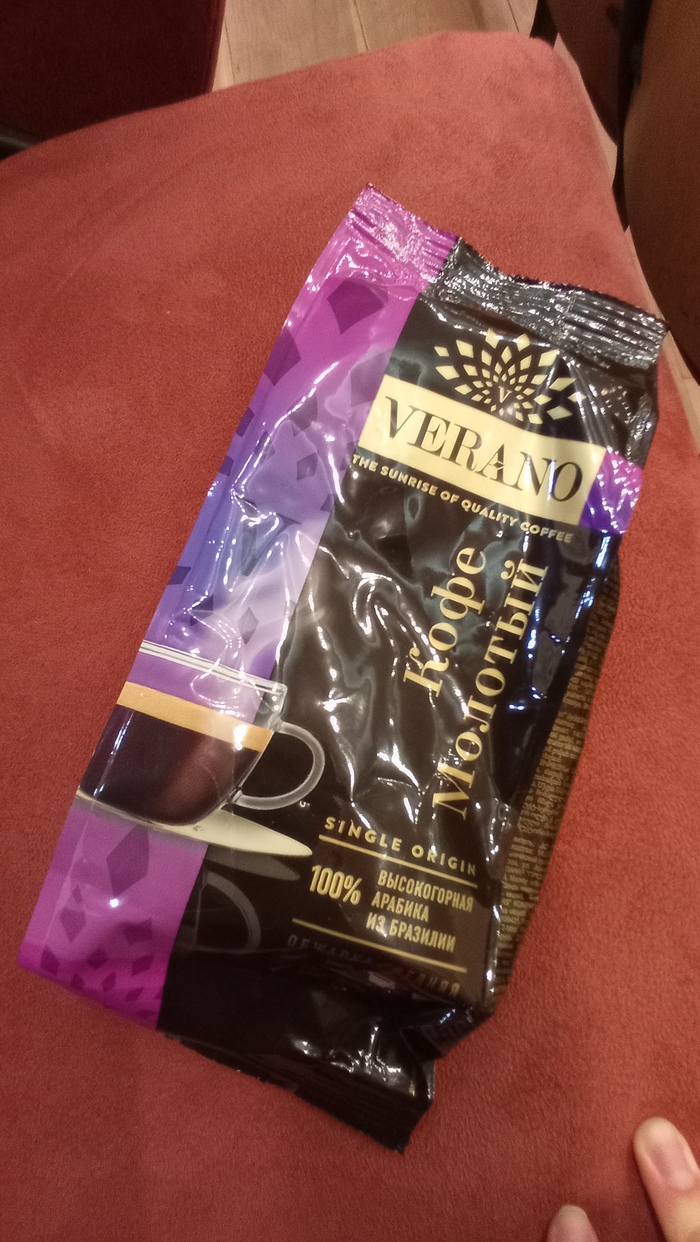 V
VERANO
THE SUNRISE OF QUALITY COFFEE
Кофе
Молотый
SINGLE ORIGIN
100%
ВЫСОКОГОРНАЯ
АРАБИКА
ИЗ БРАЗИЛИИ